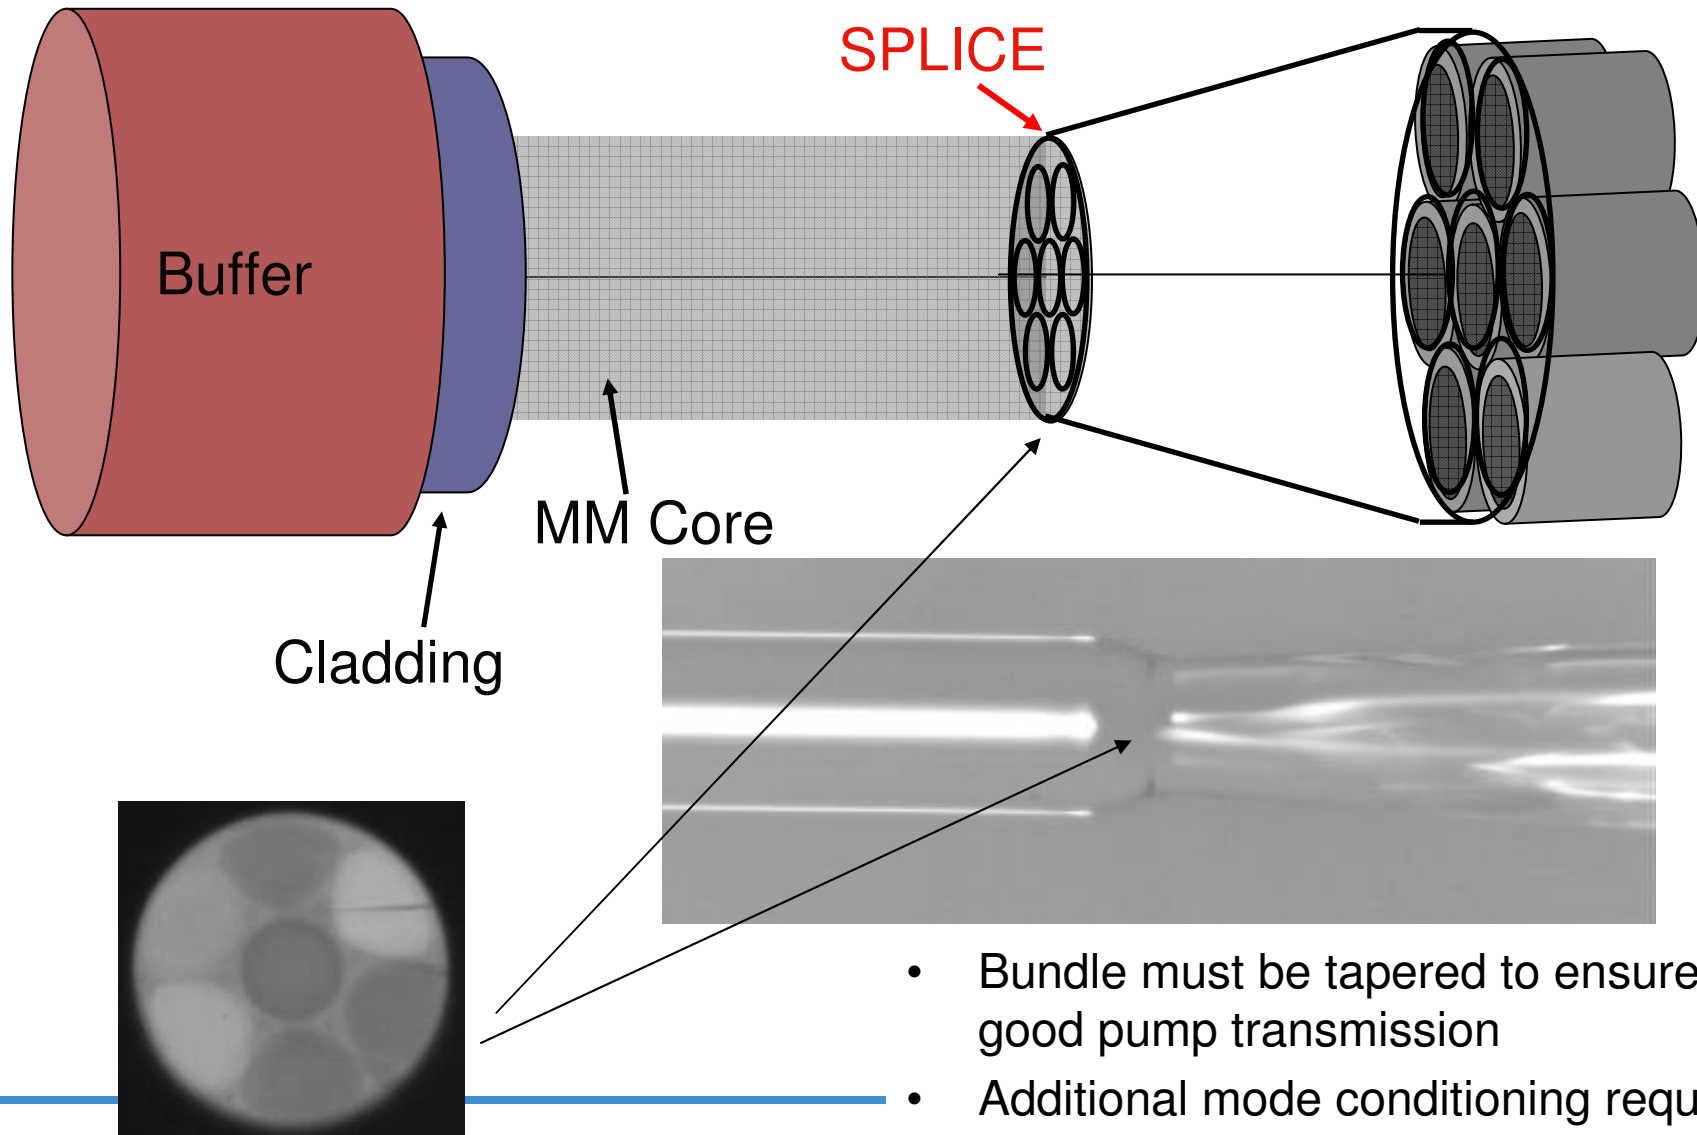 SPLICE
Buffer
MM Core
Cladding
• Bundle must be tapered to ensure
good pump transmission
• Additional mode conditioning requ